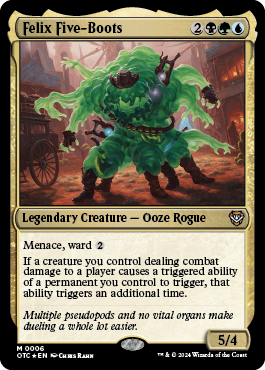 Felix Five-Boots 2
Legendary Creature — Ooze Rogue
Menace, ward 2
If a creature you control dealing combat
damage to a player causes a triggered ability
of a permanent you control to trigger, that
ability triggers an additional time.
Multiple pseudopods and no vital organs make
dueling a whole lot easier.
5/4
M 0006
OTC ★ EN Chris Rahn
™ & © 2024 Wizards of the Coast